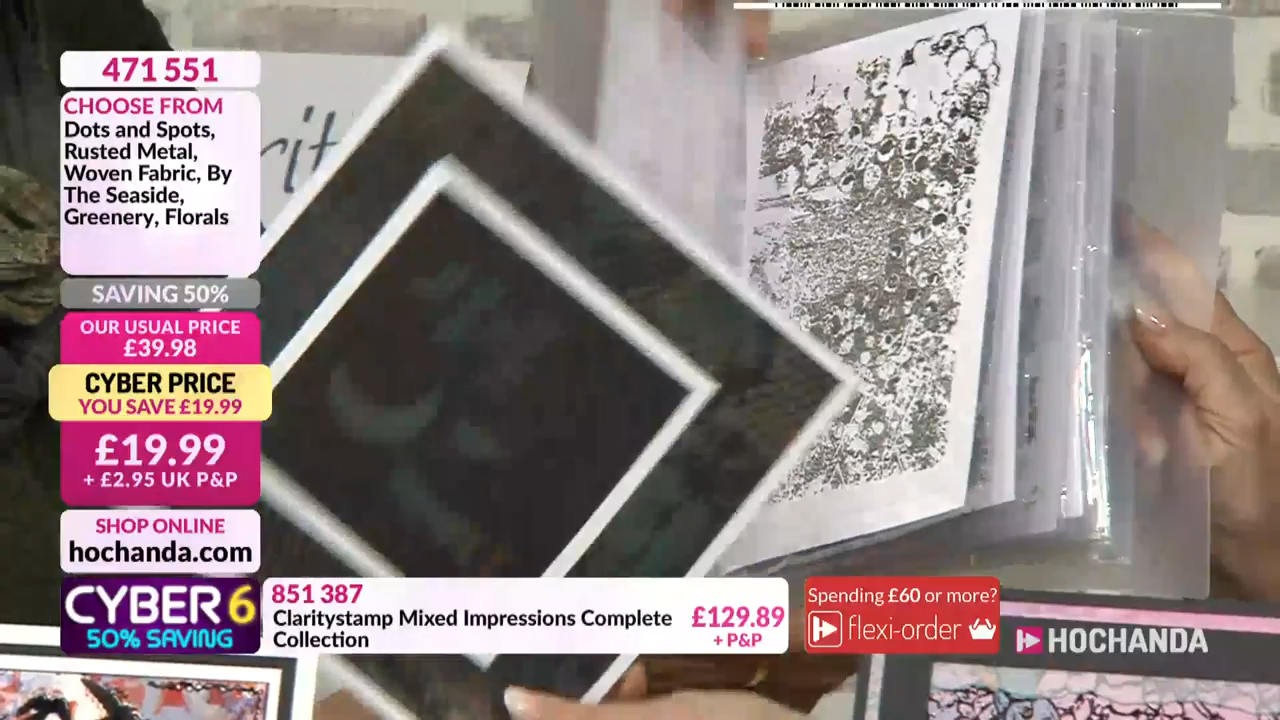 471 551
CHOOSE FROM
Dots and Spots,
Rusted Metal,
Woven Fabric, By
The Seaside,
Greenery, Florals
SAVING 50%
OUR USUAL PRICE
£39.98
CYBER PRICE
YOU SAVE £19.99
£19.99
+ £2.95 UK P&P
SHOP ONLINE
hochanda.com
CYBER 6
50% SAVING
851 387
Claritystamp Mixed Impressions Complete
Collection
£129.89
+ P&P
Spending £60 or more?
flexi-order
HOCHANDA